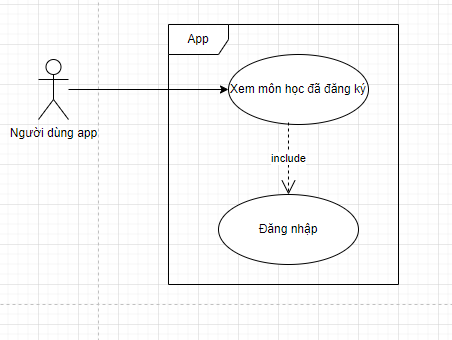 App
Xem môn học đã đăng ký
Người dùng app
include
Đăng nhập